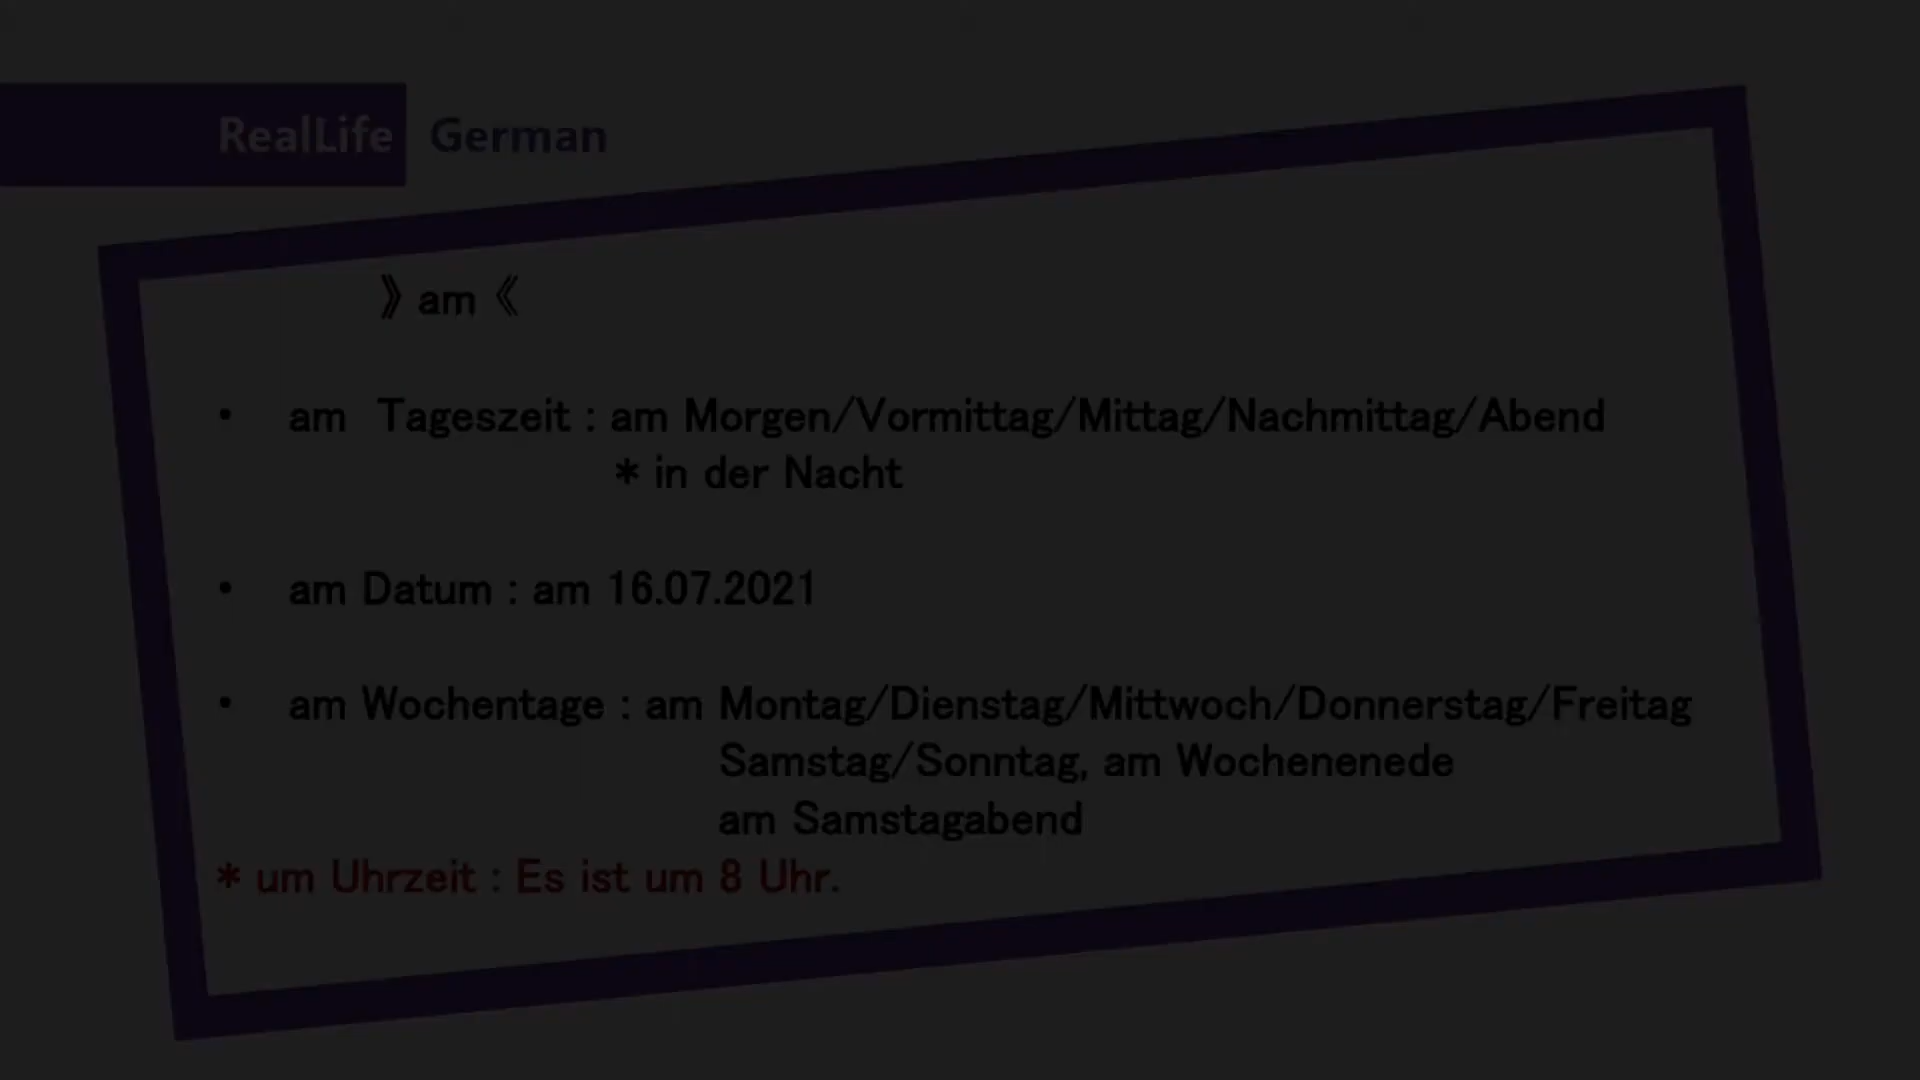 RealLife German
》am《
• am Tageszeit : am Morgen/Vormittag/Mittag/Nachmittag/Abend
* in der Nacht
• am Datum : am 16.07.2021
• am Wochentage : am Montag/Dienstag/Mittwoch/Donnerstag/Freitag
Samstag/Sonntag, am Wochenenede
am Samstagabend
* um Uhrzeit : Es ist um 8 Uhr.